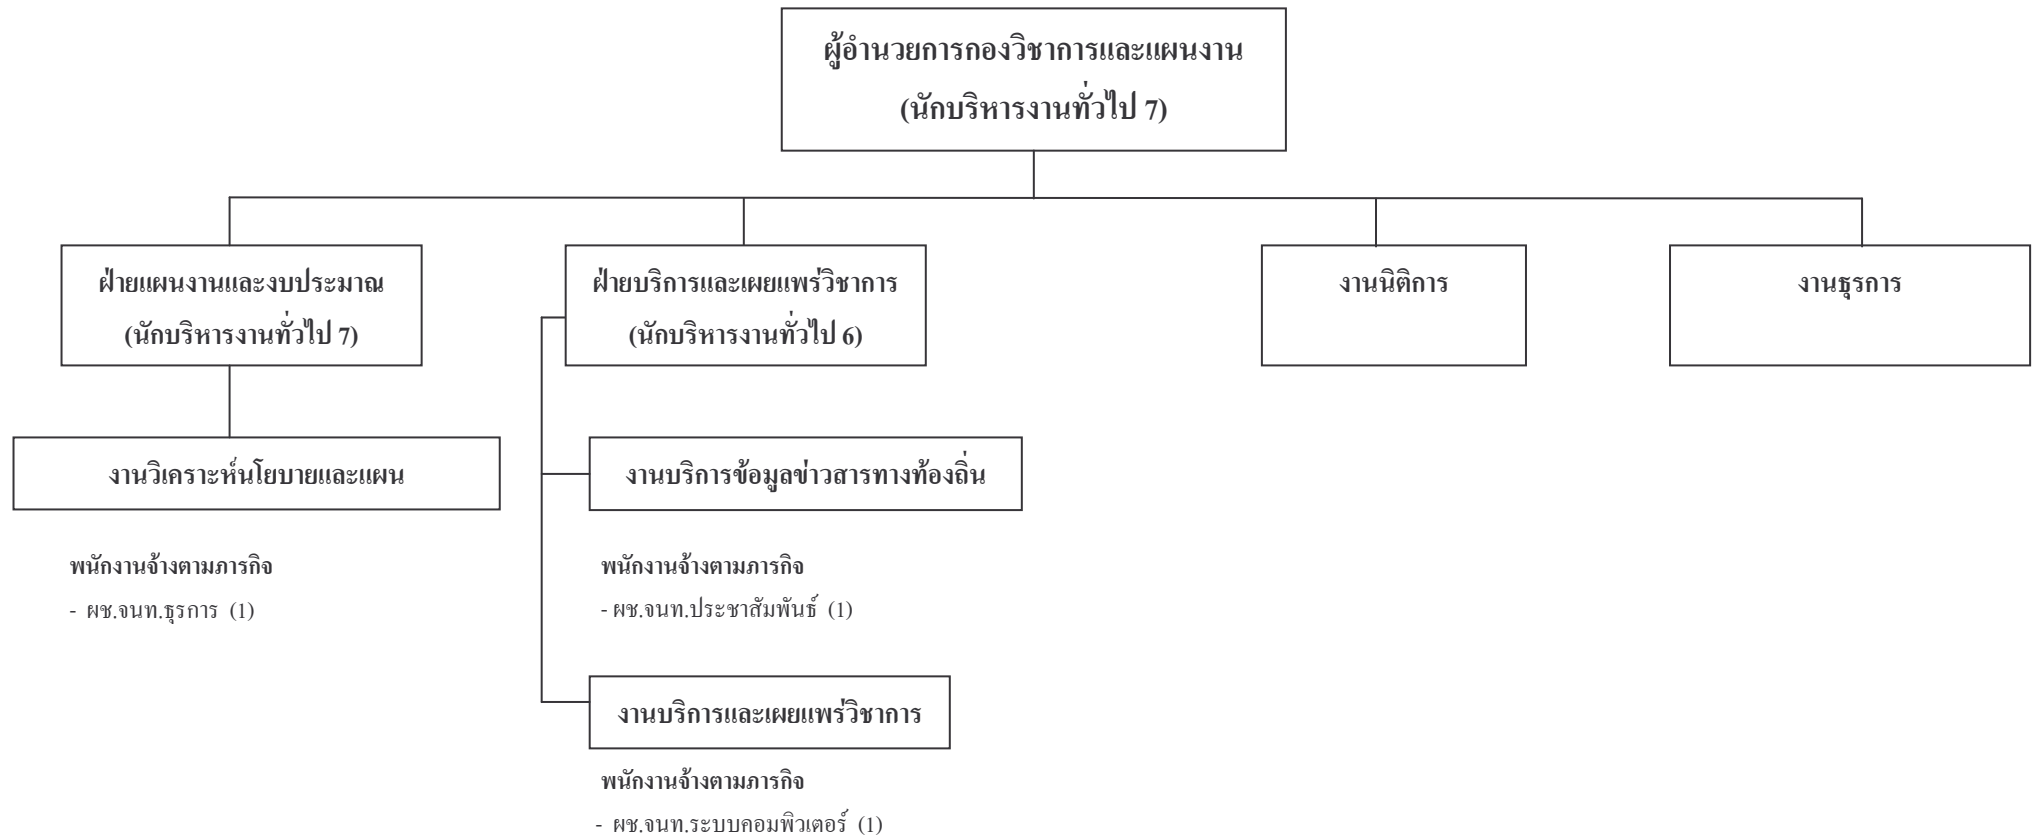 ผู้อำนวยการกองวิชาการและแผนงาน
(นักบริหารงานทั่วไป 7)
ฝ่ายแผนงานและงบประมาณ
(นักบริหารงานทั่วไป 7)
ฝ่ายบริการและเผยแพร่วิชาการ
(นักบริหารงานทั่วไป 6)
งานนิติการ
งานธุรการ
งานวิเคราะห์นโยบายและแผน
งานบริการข้อมูลข่าวสารทางท้องถิ่น
พนักงานจ้างตามภารกิจ
- ผช.จนท.ธุรการ (1)
พนักงานจ้างตามภารกิจ
- ผช.จนท.ประชาสัมพันธ์ (1)
งานบริการและเผยแพร่วิชาการ
พนักงานจ้างตามภารกิจ
- ผช.จนท.ระบบคอมพิวเตอร์ (1)